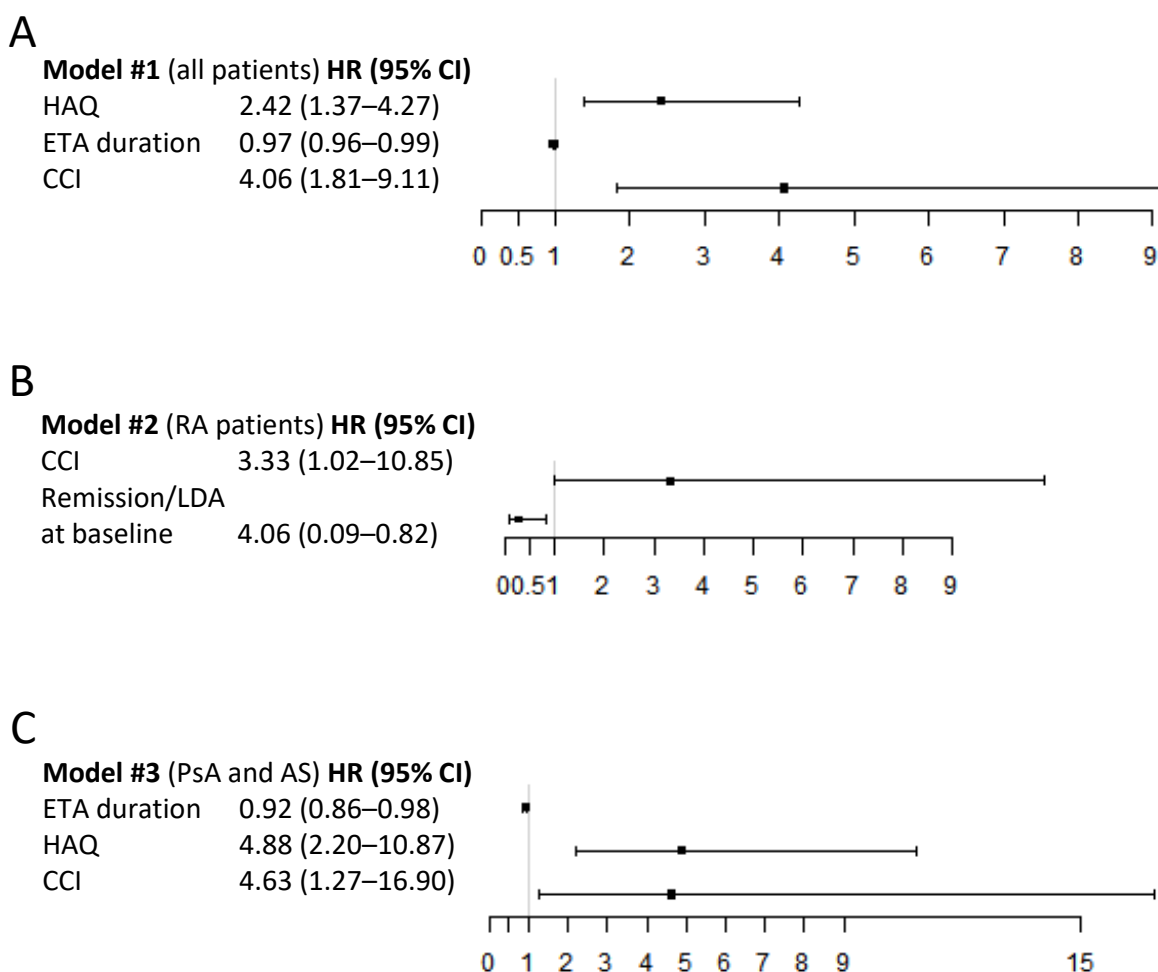 A
Model #1 (all patients) HR (95% CI)
HAQ 2.42 (1.37–4.27)
ETA duration 0.97 (0.96–0.99)
CCI 4.06 (1.81–9.11)
0 0.5 1 2 3 4 5 6 7 8 9
B
Model #2 (RA patients) HR (95% CI)
CCI 3.33 (1.02–10.85)
Remission/LDA
at baseline 4.06 (0.09–0.82)
0 0.5 1 2 3 4 5 6 7 8 9
C
Model #3 (PsA and AS) HR (95% CI)
ETA duration 0.92 (0.86–0.98)
HAQ 4.88 (2.20–10.87)
CCI 4.63 (1.27–16.90)
0 1 2 3 4 5 6 7 8 9 15